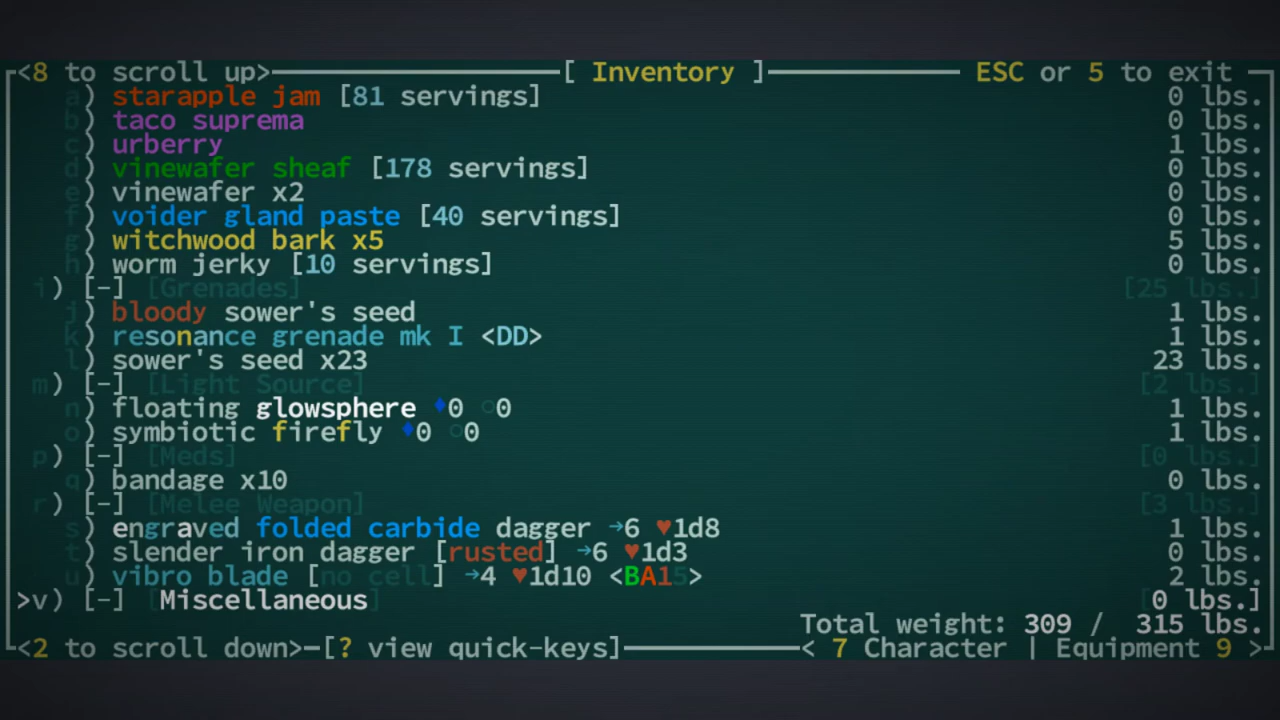 <8 to scroll up> [ Inventory ] ESC or 5 to exit
a) starapple jam [81 servings] 0 lbs.
b) taco suprema 0 lbs.
c) urberry 1 lbs.
d) vinewafer sheaf [178 servings] 0 lbs.
e) vinewafer x2 0 lbs.
f) voider gland paste [40 servings] 0 lbs.
g) witchwood bark x5 5 lbs.
h) worm jerky [10 servings] 0 lbs.
i) [-] [Grenades] [25 lbs.]
j) bloody sower's seed 1 lbs.
k) resonance grenade mk I <DD> 1 lbs.
l) sower's seed x23 23 lbs.
m) [-] [Light Source] [2 lbs.]
n) floating glowsphere ♦0 ○0 1 lbs.
o) symbiotic firefly ♦0 ○0 1 lbs.
p) [-] [Meds] [0 lbs.]
q) bandage x10 0 lbs.
r) [-] [Melee Weapon] [3 lbs.]
s) engraved folded carbide dagger →6 ♥1d8 1 lbs.
t) slender iron dagger [rusted] →6 ♥1d3 0 lbs.
u) vibro blade [no cell] →4 ♥1d10 <BA15> 2 lbs.
>v) [-] [Miscellaneous] [0 lbs.]
Total weight: 309 / 315 lbs.
<2 to scroll down> [? view quick-keys] < 7 Character | Equipment 9 >